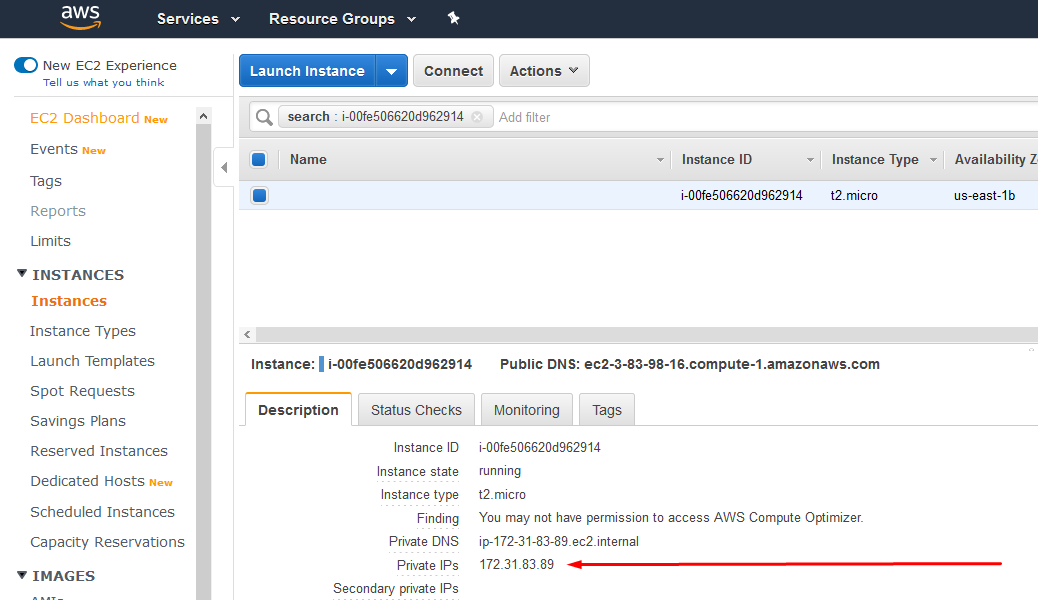 aws Services Resource Groups
New EC2 Experience
Tell us what you think
EC2 Dashboard New
Events New
Tags
Reports
Limits
INSTANCES
Instances
Instance Types
Launch Templates
Spot Requests
Savings Plans
Reserved Instances
Dedicated Hosts New
Scheduled Instances
Capacity Reservations
IMAGES
Launch Instance Connect Actions
search : i-00fe506620d962914 Add filter
Name Instance ID Instance Type Availability Z
i-00fe506620d962914 t2.micro us-east-1b
Instance: i-00fe506620d962914 Public DNS: ec2-3-83-98-16.compute-1.amazonaws.com
Description Status Checks Monitoring Tags
Instance ID i-00fe506620d962914
Instance state running
Instance type t2.micro
Finding You may not have permission to access AWS Compute Optimizer.
Private DNS ip-172-31-83-89.ec2.internal
Private IPs 172.31.83.89
Secondary private IPs